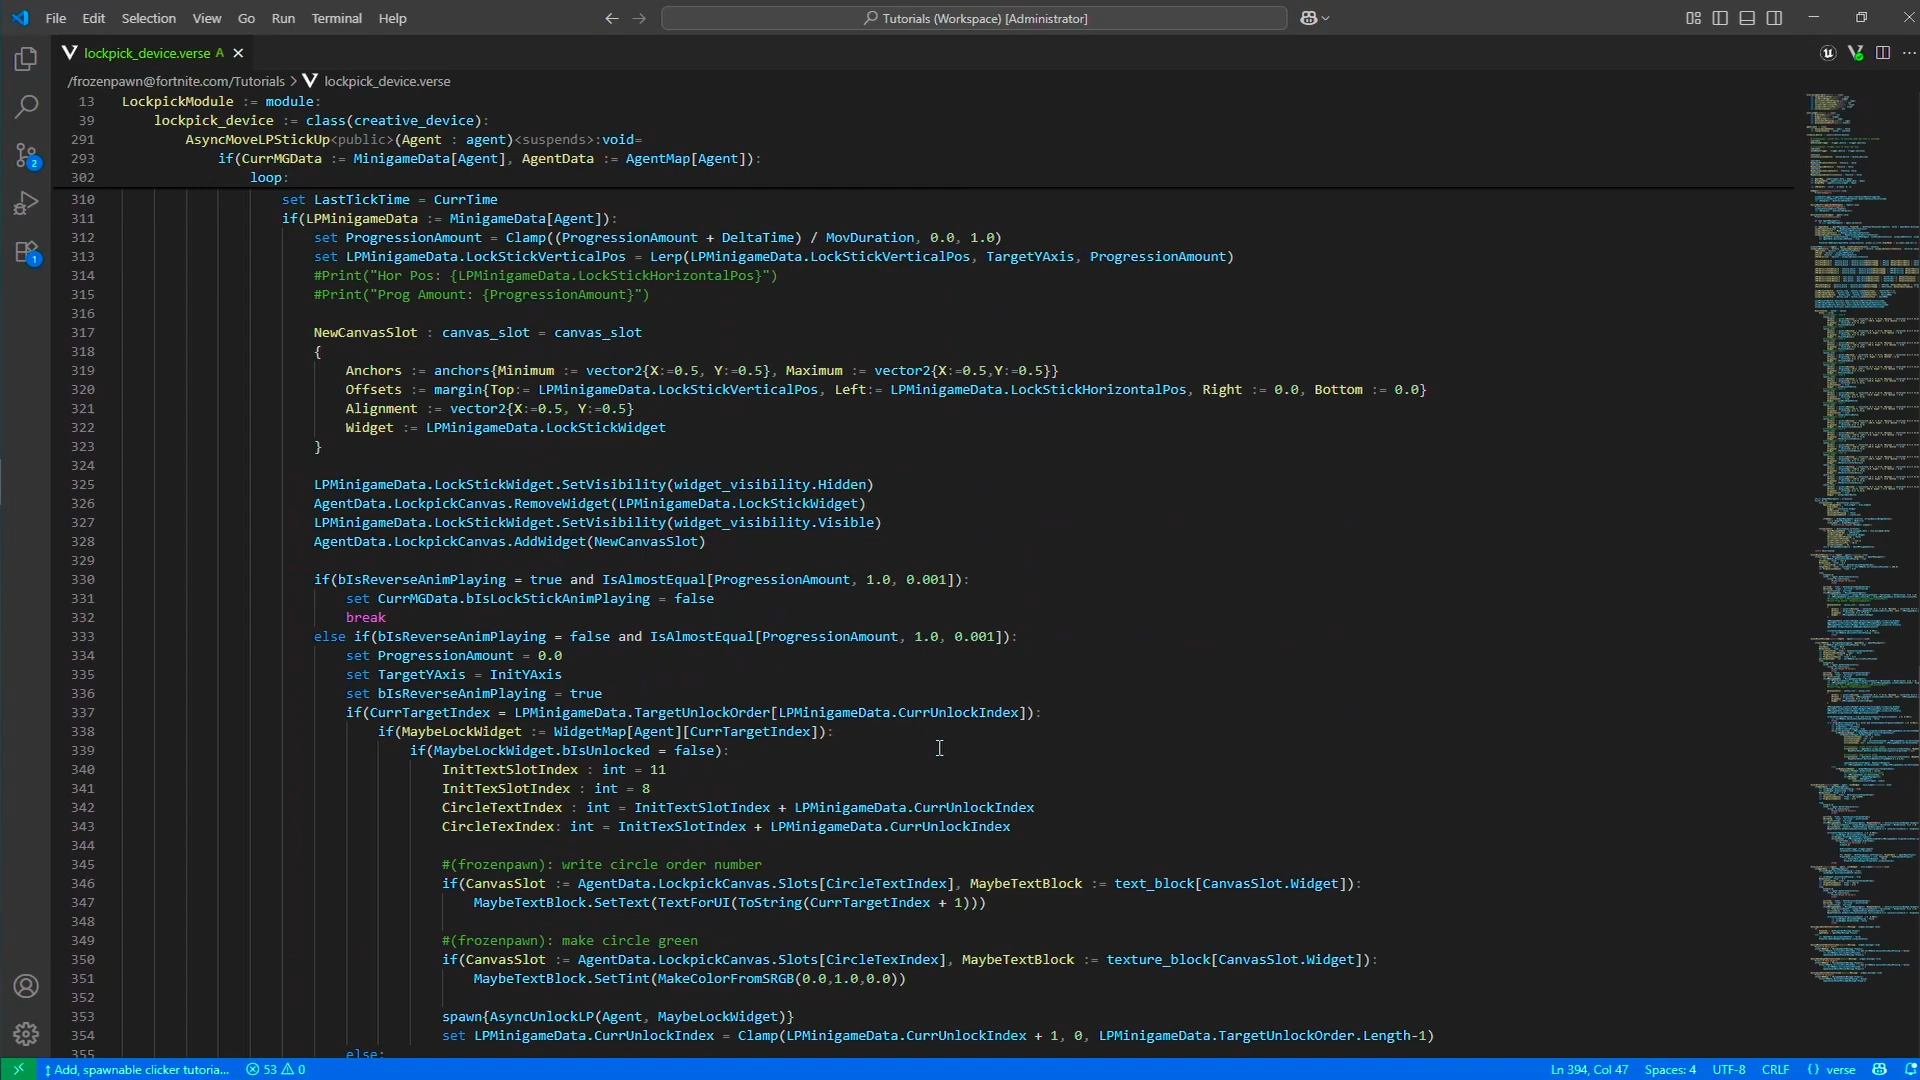 File Edit Selection View Go Run Terminal Help
Tutorials (Workspace) [Administrator]
lockpick_device.verse A
/frozenpawn@fortnite.com/Tutorials > lockpick_device.verse
13 LockpickModule := module:
39 lockpick_device := class(creative_device):
291 AsyncMoveLPStickUp<public>(Agent : agent)<suspends>:void=
293 if(CurrMGData := MinigameData[Agent], AgentData := AgentMap[Agent]):
302 loop:
310 set LastTickTime = CurrTime
311 if(LPMinigameData := MinigameData[Agent]):
312 set ProgressionAmount = Clamp((ProgressionAmount + DeltaTime) / MovDuration, 0.0, 1.0)
313 set LPMinigameData.LockStickVerticalPos = Lerp(LPMinigameData.LockStickVerticalPos, TargetYAxis, ProgressionAmount)
314 #Print("Hor Pos: {LPMinigameData.LockStickHorizontalPos}")
315 #Print("Prog Amount: {ProgressionAmount}")
316
317 NewCanvasSlot : canvas_slot = canvas_slot
318 {
319 Anchors := anchors{Minimum := vector2{X:=0.5, Y:=0.5}, Maximum := vector2{X:=0.5,Y:=0.5}}
320 Offsets := margin{Top:= LPMinigameData.LockStickVerticalPos, Left:= LPMinigameData.LockStickHorizontalPos, Right := 0.0, Bottom := 0.0}
321 Alignment := vector2{X:=0.5, Y:=0.5}
322 Widget := LPMinigameData.LockStickWidget
323 }
324
325 LPMinigameData.LockStickWidget.SetVisibility(widget_visibility.Hidden)
326 AgentData.LockpickCanvas.RemoveWidget(LPMinigameData.LockStickWidget)
327 LPMinigameData.LockStickWidget.SetVisibility(widget_visibility.Visible)
328 AgentData.LockpickCanvas.AddWidget(NewCanvasSlot)
329
330 if(bIsReverseAnimPlaying = true and IsAlmostEqual[ProgressionAmount, 1.0, 0.001]):
331 set CurrMGData.bIsLockStickAnimPlaying = false
332 break
333 else if(bIsReverseAnimPlaying = false and IsAlmostEqual[ProgressionAmount, 1.0, 0.001]):
334 set ProgressionAmount = 0.0
335 set TargetYAxis = InitYAxis
336 set bIsReverseAnimPlaying = true
337 if(CurrTargetIndex = LPMinigameData.TargetUnlockOrder[LPMinigameData.CurrUnlockIndex]):
338 if(MaybeLockWidget := WidgetMap[Agent][CurrTargetIndex]):
339 if(MaybeLockWidget.bIsUnlocked = false):
340 InitTextSlotIndex : int = 11
341 InitTexSlotIndex : int = 8
342 CircleTextIndex : int = InitTextSlotIndex + LPMinigameData.CurrUnlockIndex
343 CircleTexIndex: int = InitTexSlotIndex + LPMinigameData.CurrUnlockIndex
344
345 #(frozenpawn): write circle order number
346 if(CanvasSlot := AgentData.LockpickCanvas.Slots[CircleTextIndex], MaybeTextBlock := text_block[CanvasSlot.Widget]):
347 MaybeTextBlock.SetText(TextForUI(ToString(CurrTargetIndex + 1)))
348
349 #(frozenpawn): make circle green
350 if(CanvasSlot := AgentData.LockpickCanvas.Slots[CircleTexIndex], MaybeTextBlock := texture_block[CanvasSlot.Widget]):
351 MaybeTextBlock.SetTint(MakeColorFromSRGB(0.0,1.0,0.0))
352
353 spawn{AsyncUnlockLP(Agent, MaybeLockWidget)}
354 set LPMinigameData.CurrUnlockIndex = Clamp(LPMinigameData.CurrUnlockIndex + 1, 0, LPMinigameData.TargetUnlockOrder.Length-1)
355 else:
2
1
Add, spawnable clicker tutoria... 53 0 Ln 394, Col 47 Spaces: 4 UTF-8 CRLF {} verse